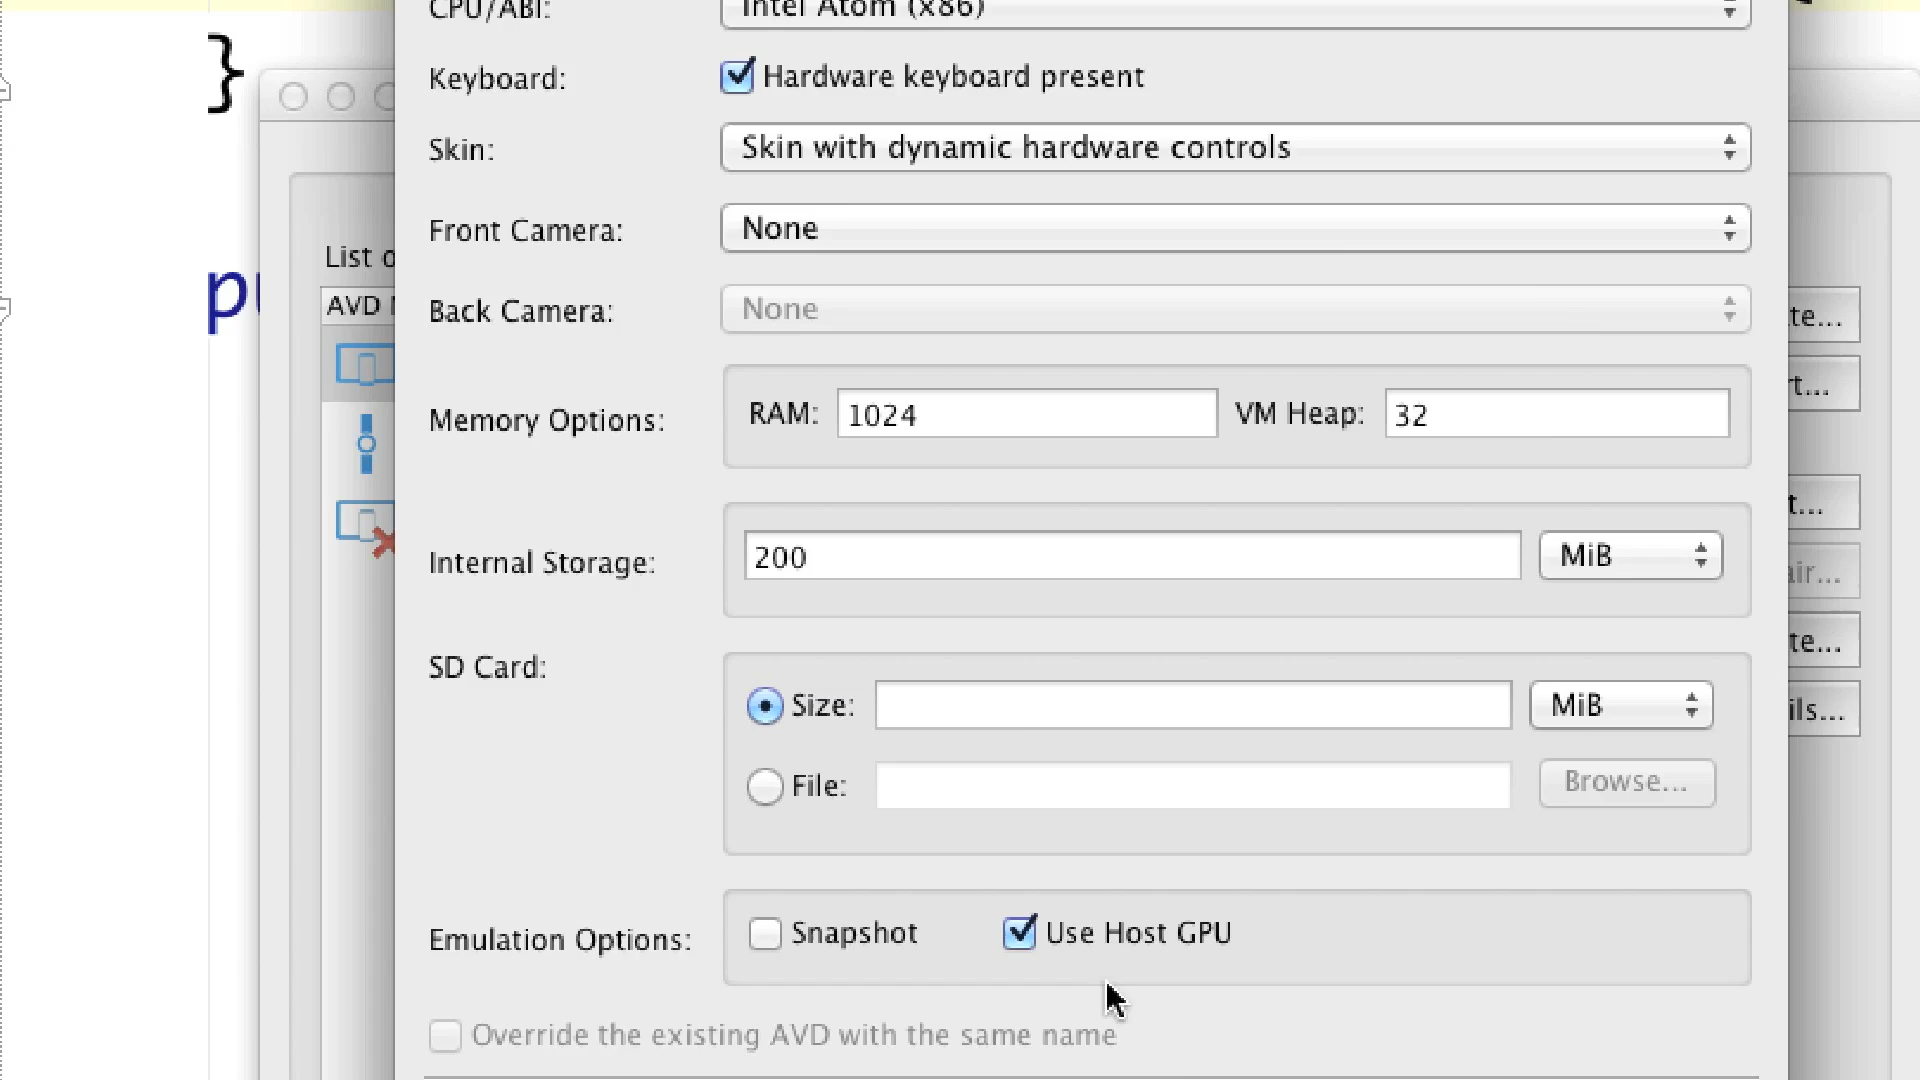 CPU/ABI: Intel Atom (x86)
}
Keyboard: Hardware keyboard present
Skin: Skin with dynamic hardware controls
Front Camera: None
List o
pu
AVD
Back Camera: None
te...
rt...
Memory Options: RAM: 1024 VM Heap: 32
t...
Internal Storage: 200 MiB
air...
te...
SD Card:
Size: MiB
ils...
File: Browse...
Emulation Options: Snapshot Use Host GPU
Override the existing AVD with the same name